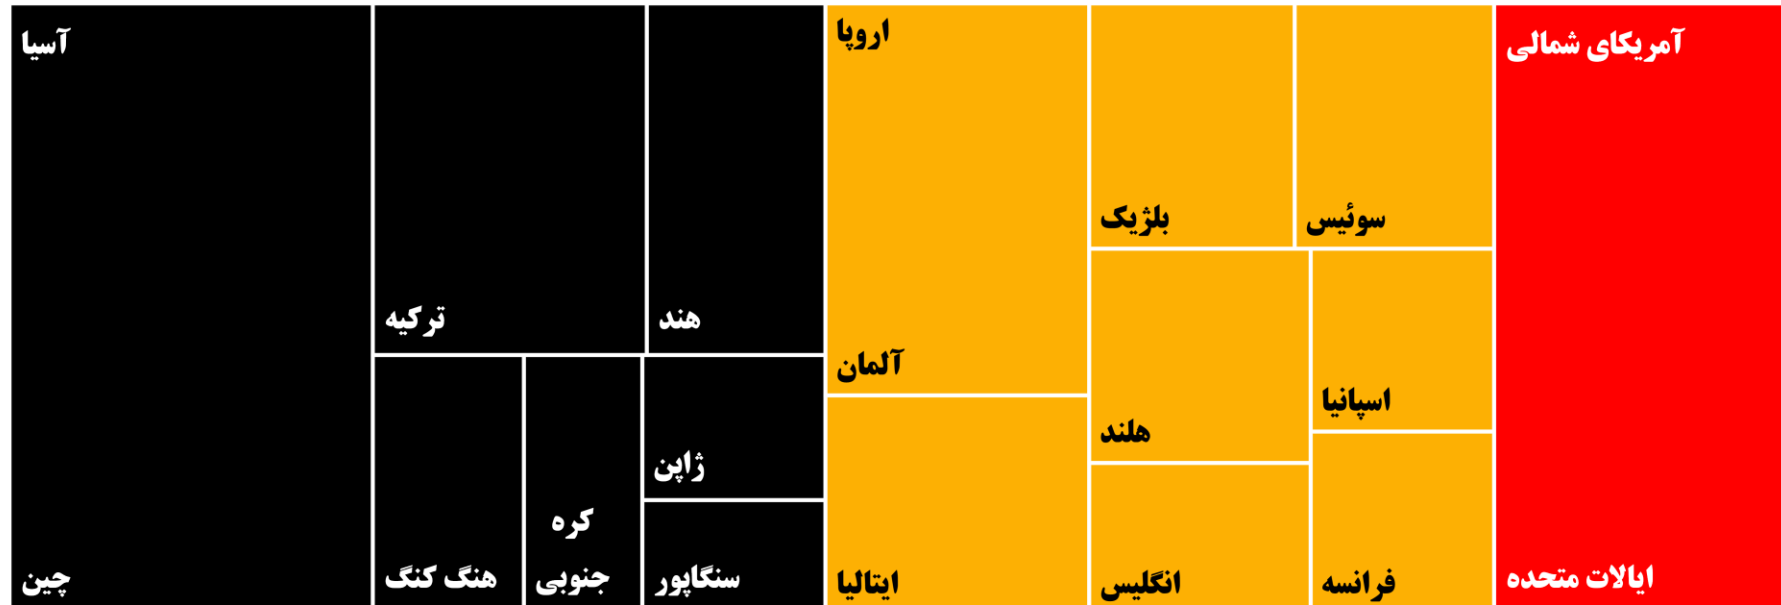 آسیا
چین
ترکیه
هند
هنگ کنگ
کره
جنوبی
ژاپن
سنگاپور
اروپا
آلمان
ایتالیا
بلژیک
سوئیس
هلند
اسپانیا
انگلیس
فرانسه
آمریکای شمالی
ایالات متحده